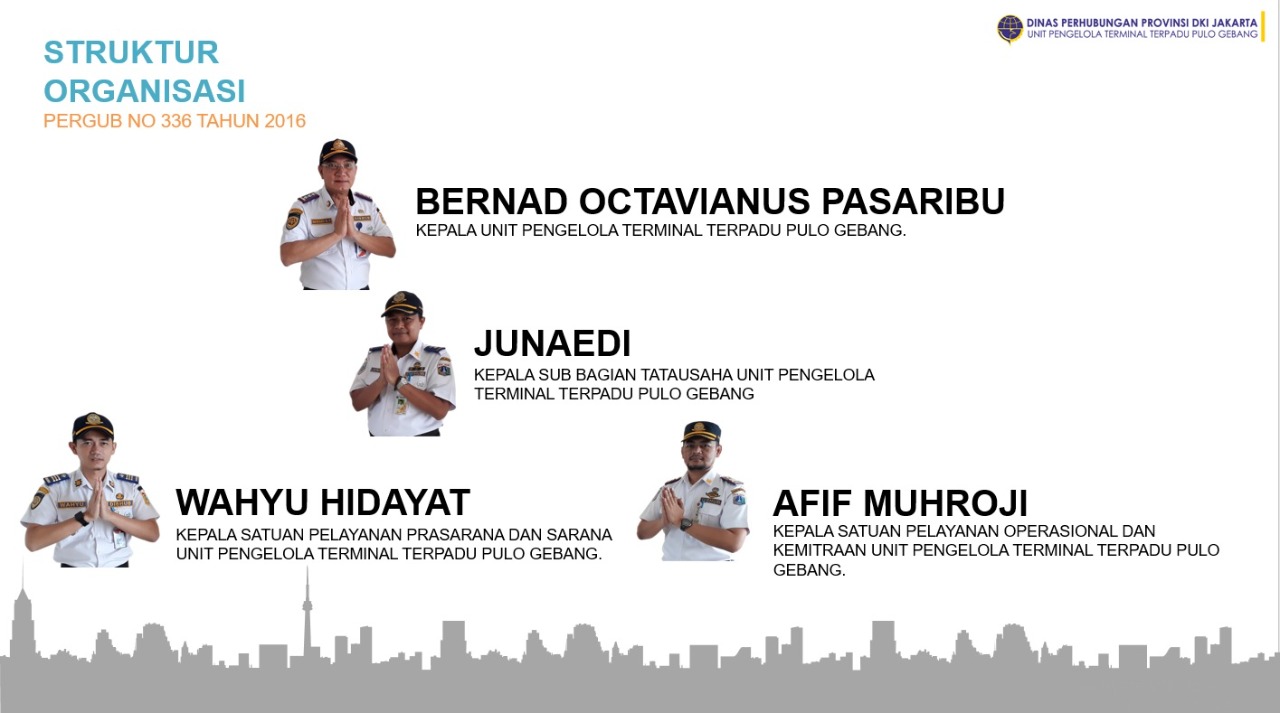 DINAS PERHUBUNGAN PROVINSI DKI JAKARTA
UNIT PENGELOLA TERMINAL TERPADU PULO GEBANG
STRUKTUR
ORGANISASI
PERGUB NO 336 TAHUN 2016
BERNAD OCTAVIANUS PASARIBU
KEPALA UNIT PENGELOLA TERMINAL TERPADU PULO GEBANG.
JUNAEDI
KEPALA SUB BAGIAN TATAUSAHA UNIT PENGELOLA
TERMINAL TERPADU PULO GEBANG
WAHYU HIDAYAT
KEPALA SATUAN PELAYANAN PRASARANA DAN SARANA
UNIT PENGELOLA TERMINAL TERPADU PULO GEBANG.
WAHYU
AFIF MUHROJI
KEPALA SATUAN PELAYANAN OPERASIONAL DAN
KEMITRAAN UNIT PENGELOLA TERMINAL TERPADU PULO
GEBANG.